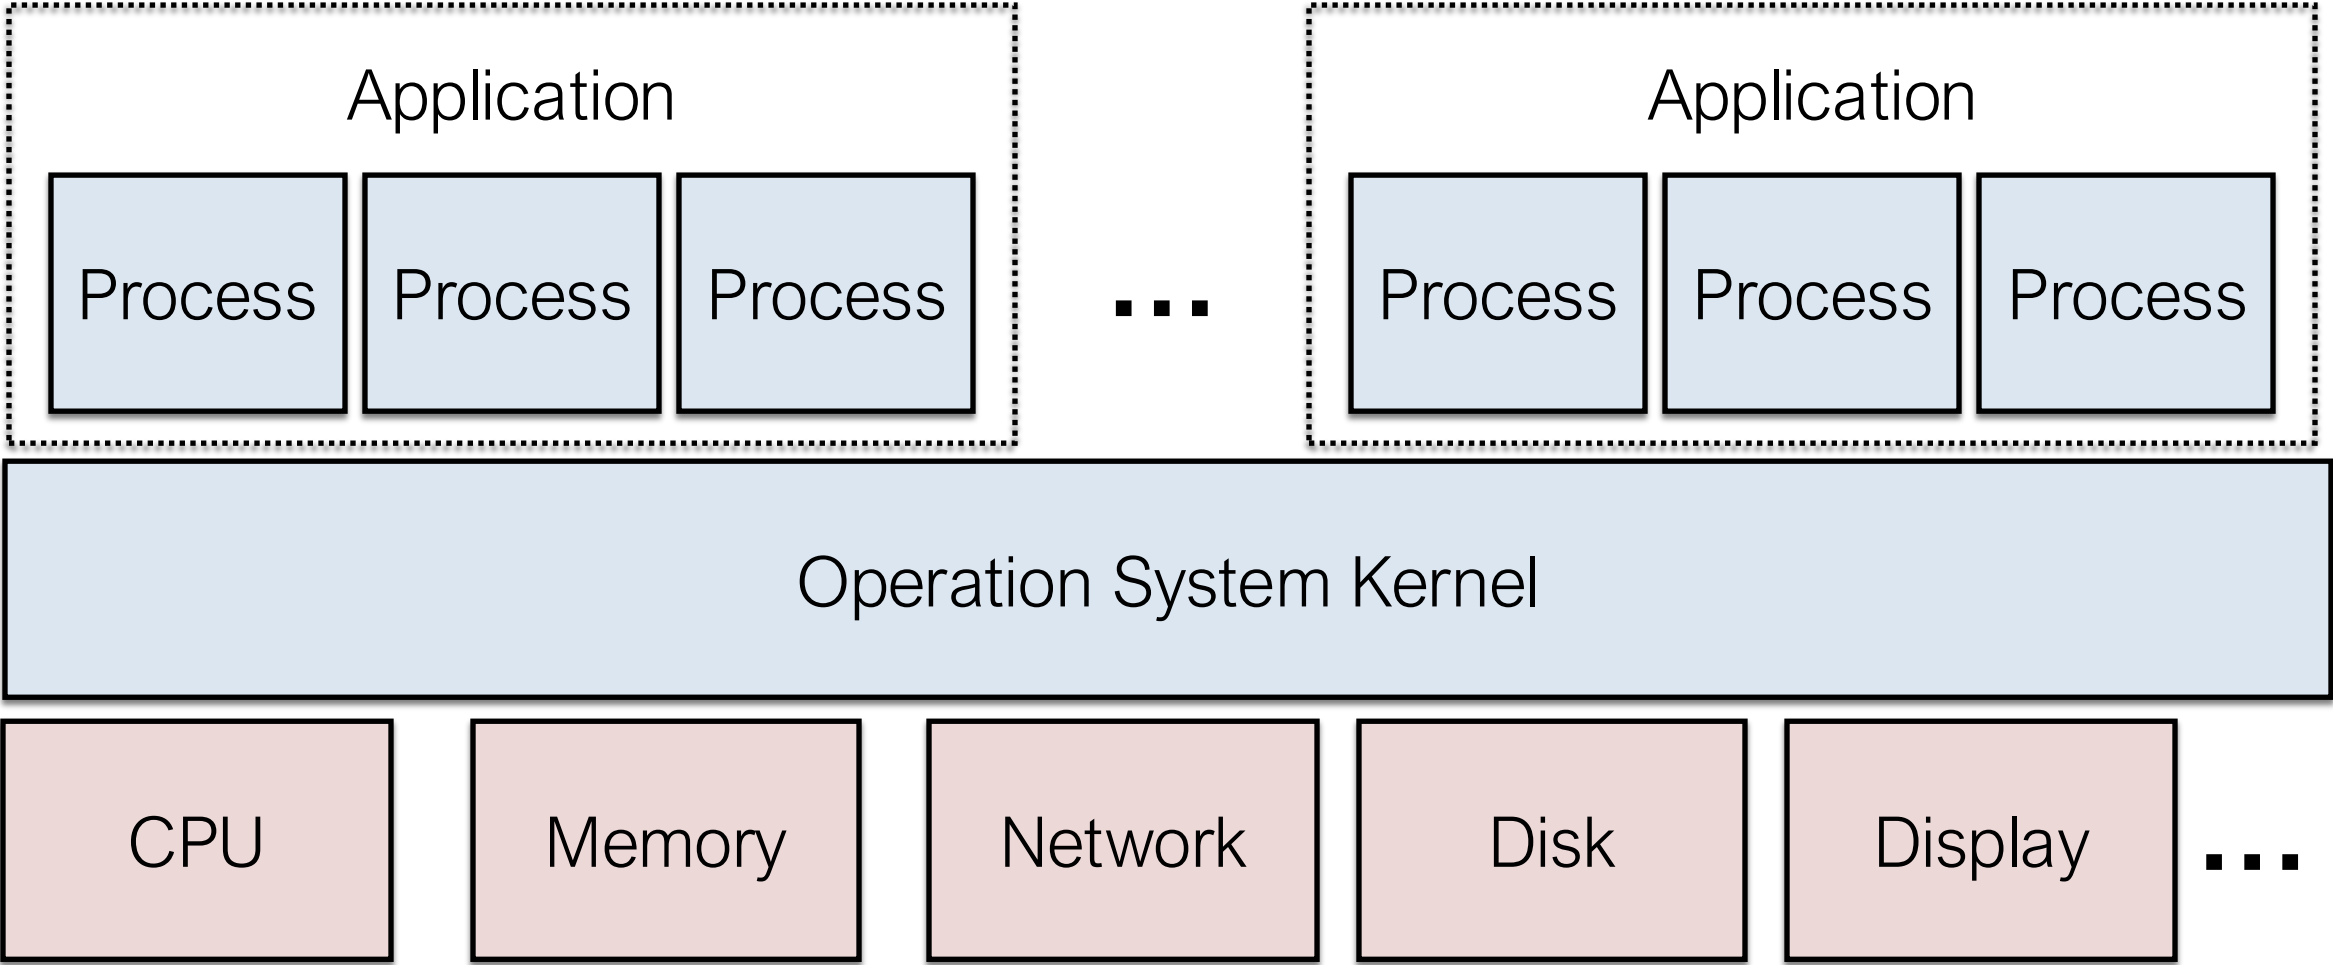 Application
Application
Process Process Process ... Process Process Process
Operation System Kernel
CPU Memory Network Disk Display ...